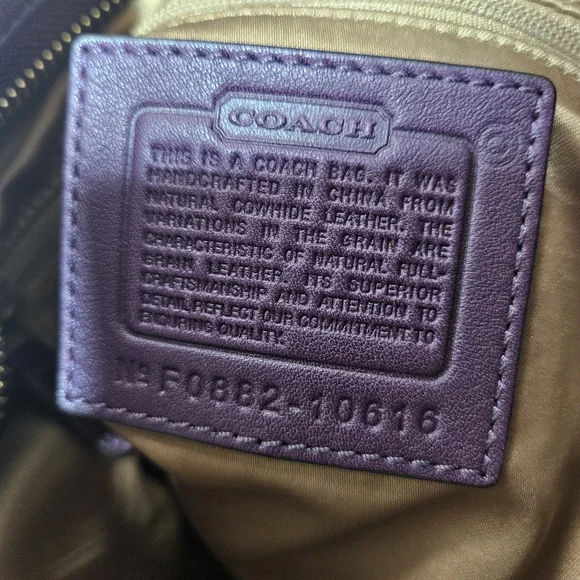 COACH
THIS IS A COACH BAG. IT WAS
HANDCRAFTED IN CHINA FROM
NATURAL COWHIDE LEATHER. THE
VARIATIONS IN THE GRAIN ARE
CHARACTERISTIC OF NATURAL FULL-
GRAIN LEATHER. ITS SUPERIOR
CRAFTSMANSHIP AND ATTENTION TO
DETAIL REFLECT OUR COMMITMENT TO
ENDURING QUALITY.
Nº F0882-10616